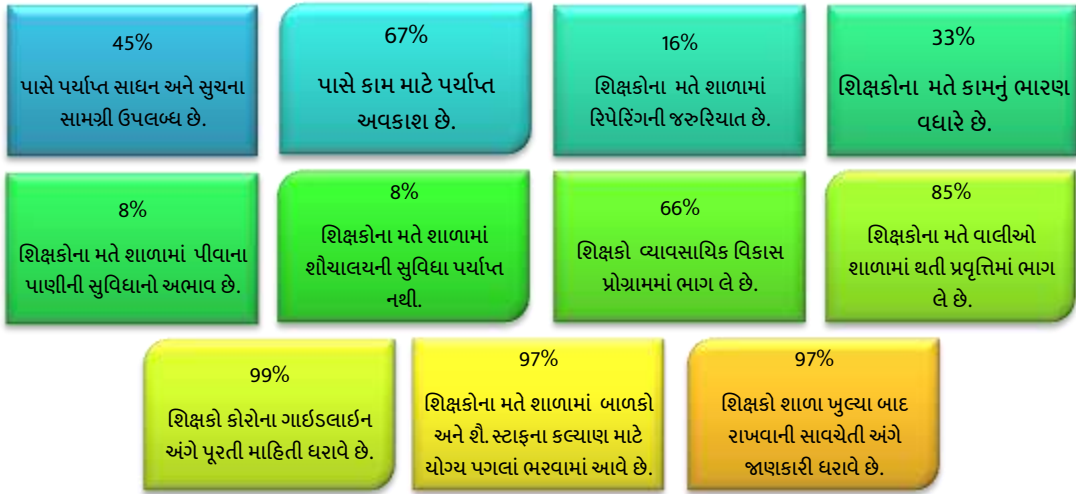 45%
પાસે પર્યાપ્ત સાધન અને સુચના
સામગ્રી ઉપલબ્ધ છે.
67%
પાસે કામ માટે પર્યાપ્ત
અવકાશ છે.
16%
શિક્ષકોના મતે શાળામાં
રિપેરિંગની જરુરિયાત છે.
33%
શિક્ષકોના મતે કામનું ભારણ
વધારે છે.
8%
શિક્ષકોના મતે શાળામાં પીવાના
પાણીની સુવિધાનો અભાવ છે.
8%
શિક્ષકોના મતે શાળામાં
શૌચાલયની સુવિધા પર્યાપ્ત
નથી.
66%
શિક્ષકો વ્યાવસાયિક વિકાસ
પ્રોગ્રામમાં ભાગ લે છે.
85%
શિક્ષકોના મતે વાલીઓ
શાળામાં થતી પ્રવૃત્તિમાં ભાગ
લે છે.
99%
શિક્ષકો કોરોના ગાઇડલાઇન
અંગે પૂરતી માહિતી ધરાવે છે.
97%
શિક્ષકોના મતે શાળામાં બાળકો
અને શૈ. સ્ટાફના કલ્યાણ માટે
યોગ્ય પગલાં ભરવામાં આવે છે.
97%
શિક્ષકો શાળા ખુલ્યા બાદ
રાખવાની સાવચેતી અંગે
જાણકારી ધરાવે છે.